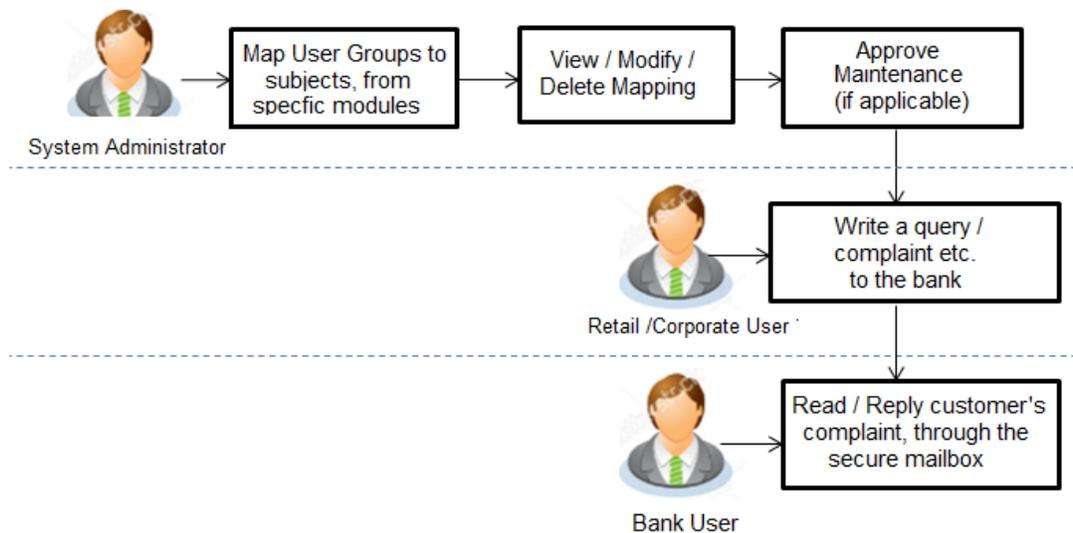 Map User Groups to
subjects, from
specfic modules
View / Modify /
Delete Mapping
Approve
Maintenance
(if applicable)
System Administrator
Write a query /
complaint etc.
to the bank
Retail /Corporate User
Read / Reply customer's
complaint, through the
secure mailbox
Bank User